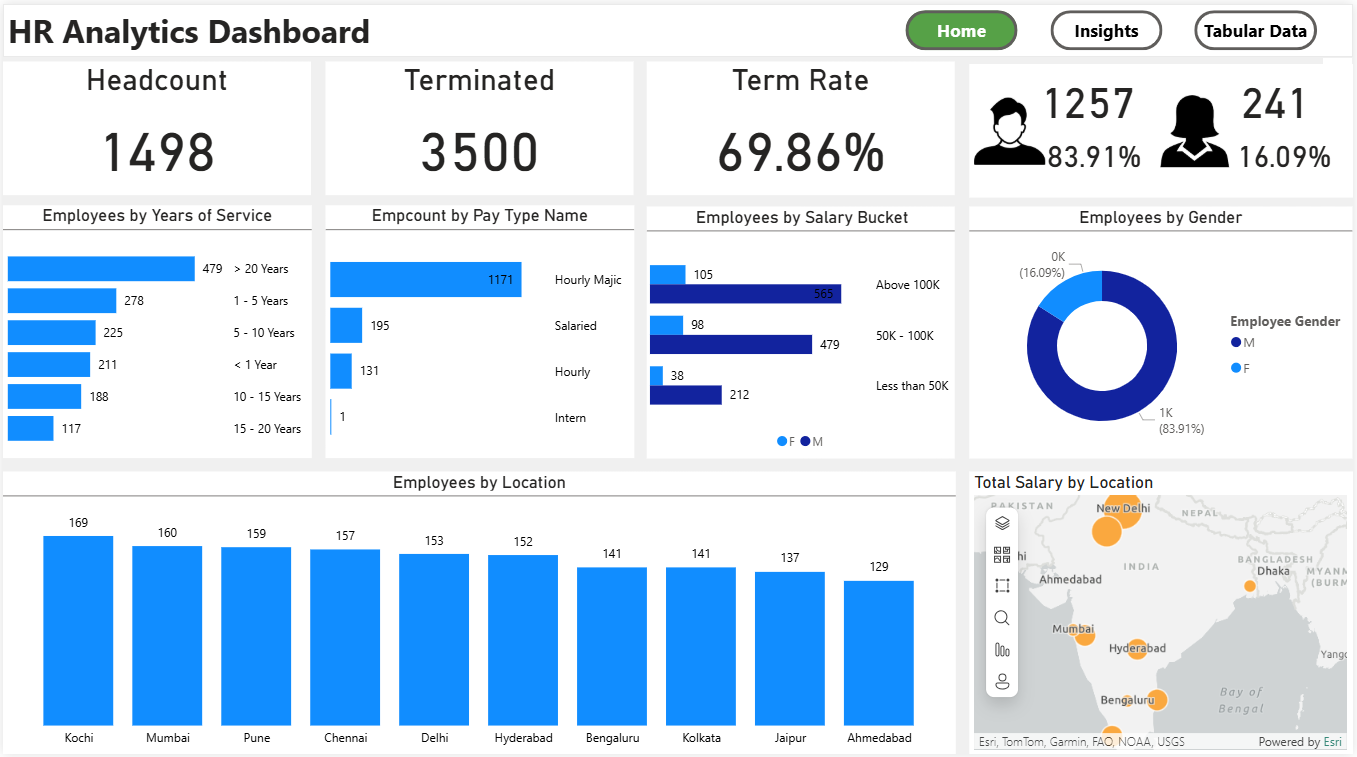 HR Analytics Dashboard
Home
Insights
Tabular Data
Headcount
1498
Terminated
3500
Term Rate
69.86%
1257
83.91%
241
16.09%
Employees by Years of Service
479 > 20 Years
278 1 - 5 Years
225 5 - 10 Years
211 < 1 Year
188 10 - 15 Years
117 15 - 20 Years
Empcount by Pay Type Name
1171 Hourly Majic
195 Salaried
131 Hourly
1 Intern
Employees by Salary Bucket
105
565
Above 100K
98
479
50K - 100K
38
212
Less than 50K
F M
Employees by Gender
0K
(16.09%)
1K
(83.91%)
Employee Gender
M
F
Employees by Location
169 160 159 157 153 152 141 141 137 129
Kochi Mumbai Pune Chennai Delhi Hyderabad Bengaluru Kolkata Jaipur Ahmedabad
Total Salary by Location
PAKISTAN
New Delhi
NEPAL
hi
INDIA
BANGLADESH
Dhaka
MYANM
(BURM
Ahmedabad
Mumbai
Hyderabad
Yango
Bengaluru
Bay of
Bengal
Esri, TomTom, Garmin, FAO, NOAA, USGS
Powered by Esri